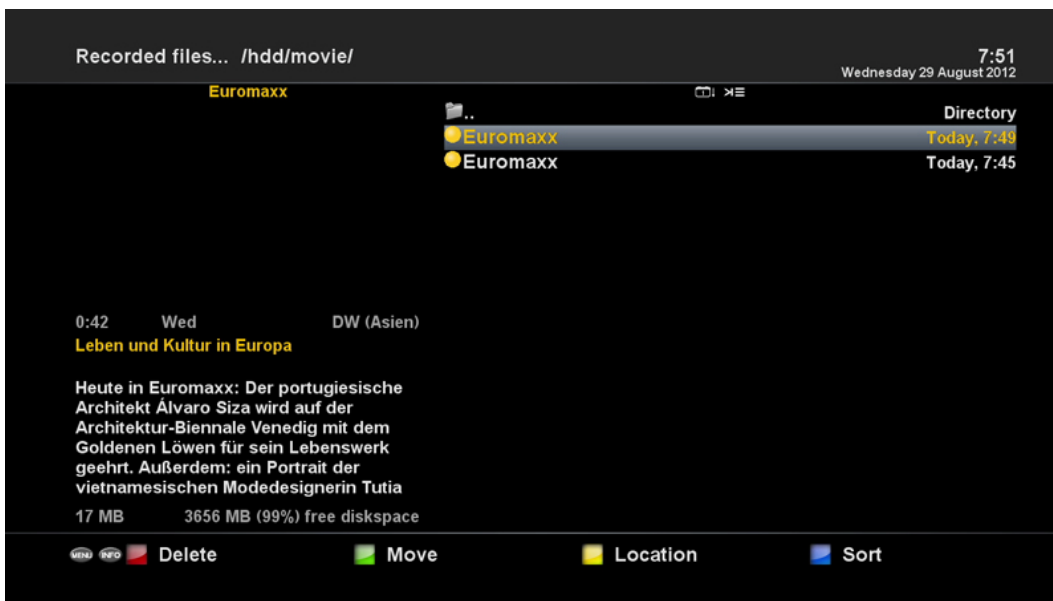 Recorded files... /hdd/movie/
7:51
Wednesday 29 August 2012
Euromaxx
.. Directory
Euromaxx Today, 7:49
Euromaxx Today, 7:45
0:42 Wed DW (Asien)
Leben und Kultur in Europa
Heute in Euromaxx: Der portugiesische
Architekt Álvaro Siza wird auf der
Architektur-Biennale Venedig mit dem
Goldenen Löwen für sein Lebenswerk
geehrt. Außerdem: ein Portrait der
vietnamesischen Modedesignerin Tutia
17 MB 3656 MB (99%) free diskspace
MENU INFO Delete Move Location Sort